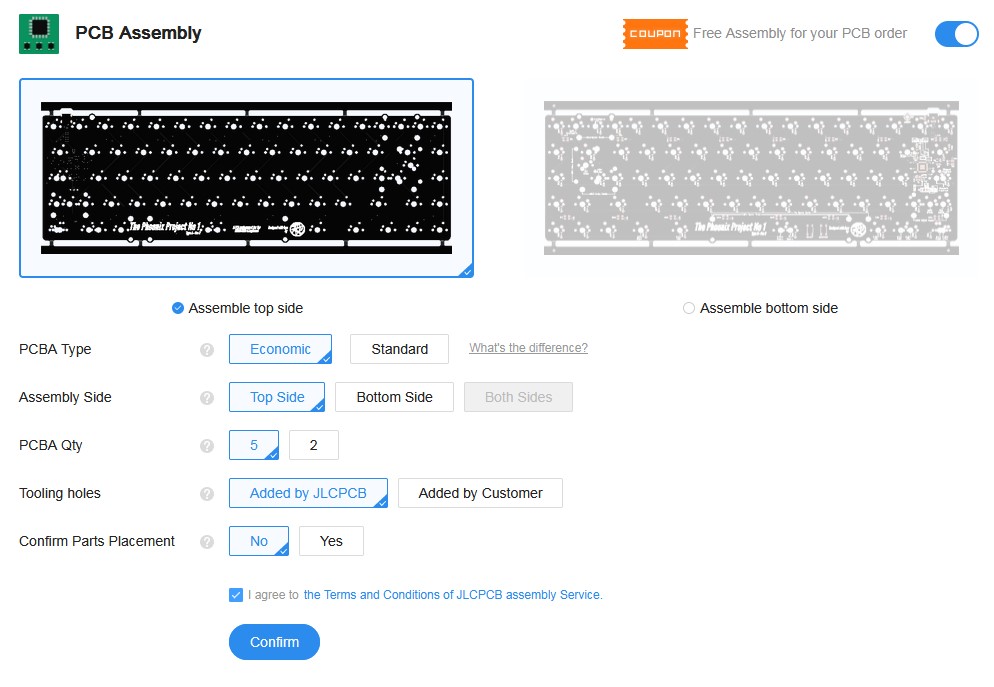 PCB Assembly
COUPON Free Assembly for your PCB order
The Phoenix Project No 1
The Phoenix Project No 1
Assemble top side
Assemble bottom side
PCBA Type ? Economic Standard What's the difference?
Assembly Side ? Top Side Bottom Side Both Sides
PCBA Qty ? 5 2
Tooling holes ? Added by JLCPCB Added by Customer
Confirm Parts Placement ? No Yes
I agree to the Terms and Conditions of JLCPCB assembly Service.
Confirm